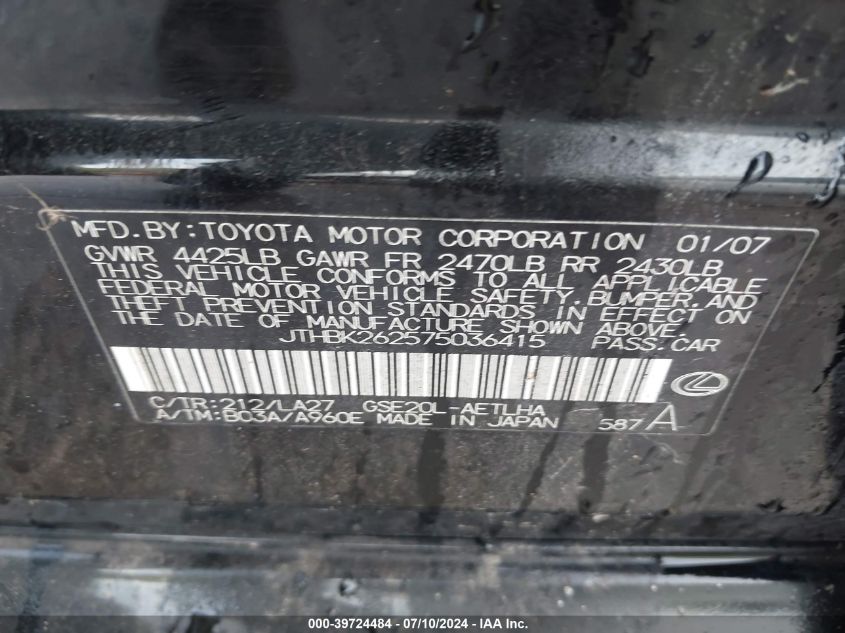 MFD.BY:TOYOTA MOTOR CORPORATION 01/07
GVWR 4425LB GAWR FR 2470LB RR 2430LB
THIS VEHICLE CONFORMS TO ALL APPLICABLE
FEDERAL MOTOR VEHICLE SAFETY,BUMPER,AND
THEFT PREVENTION STANDARDS IN EFFECT ON
THE DATE OF MANUFACTURE SHOWN ABOVE.
JTHBK262575036415 PASS.CAR
C/TR:212/LA27 GSE20L-AETLHA
A/TM:B03A/A960E MADE IN JAPAN 587A
000-39724484 - 07/10/2024 - IAA Inc.